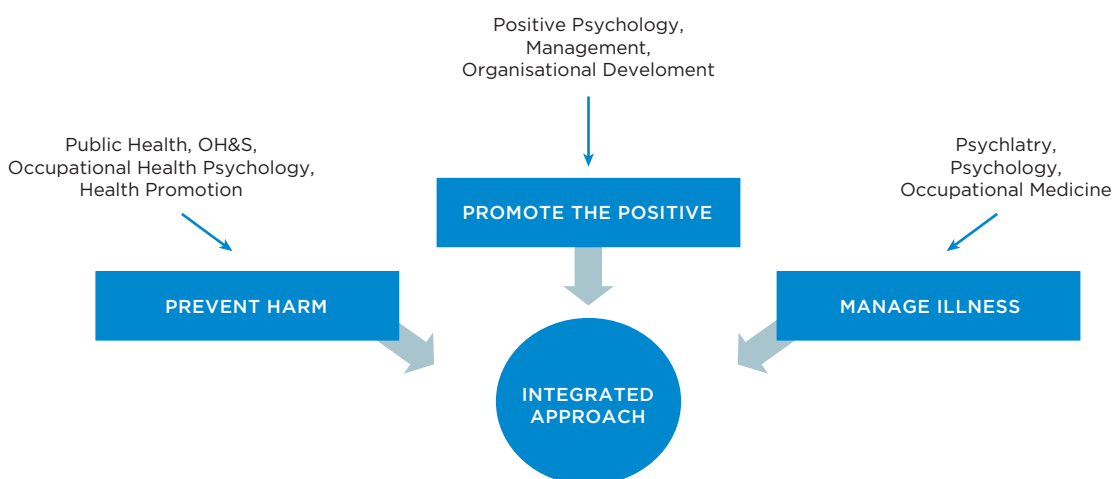 Positive Psychology,
Management,
Organisational Develoment
Public Health, OH&S,
Occupational Health Psychology,
Health Promotion
Psychlatry,
Psychology,
Occupational Medicine
PROMOTE THE POSITIVE
PREVENT HARM
MANAGE ILLNESS
INTEGRATED
APPROACH